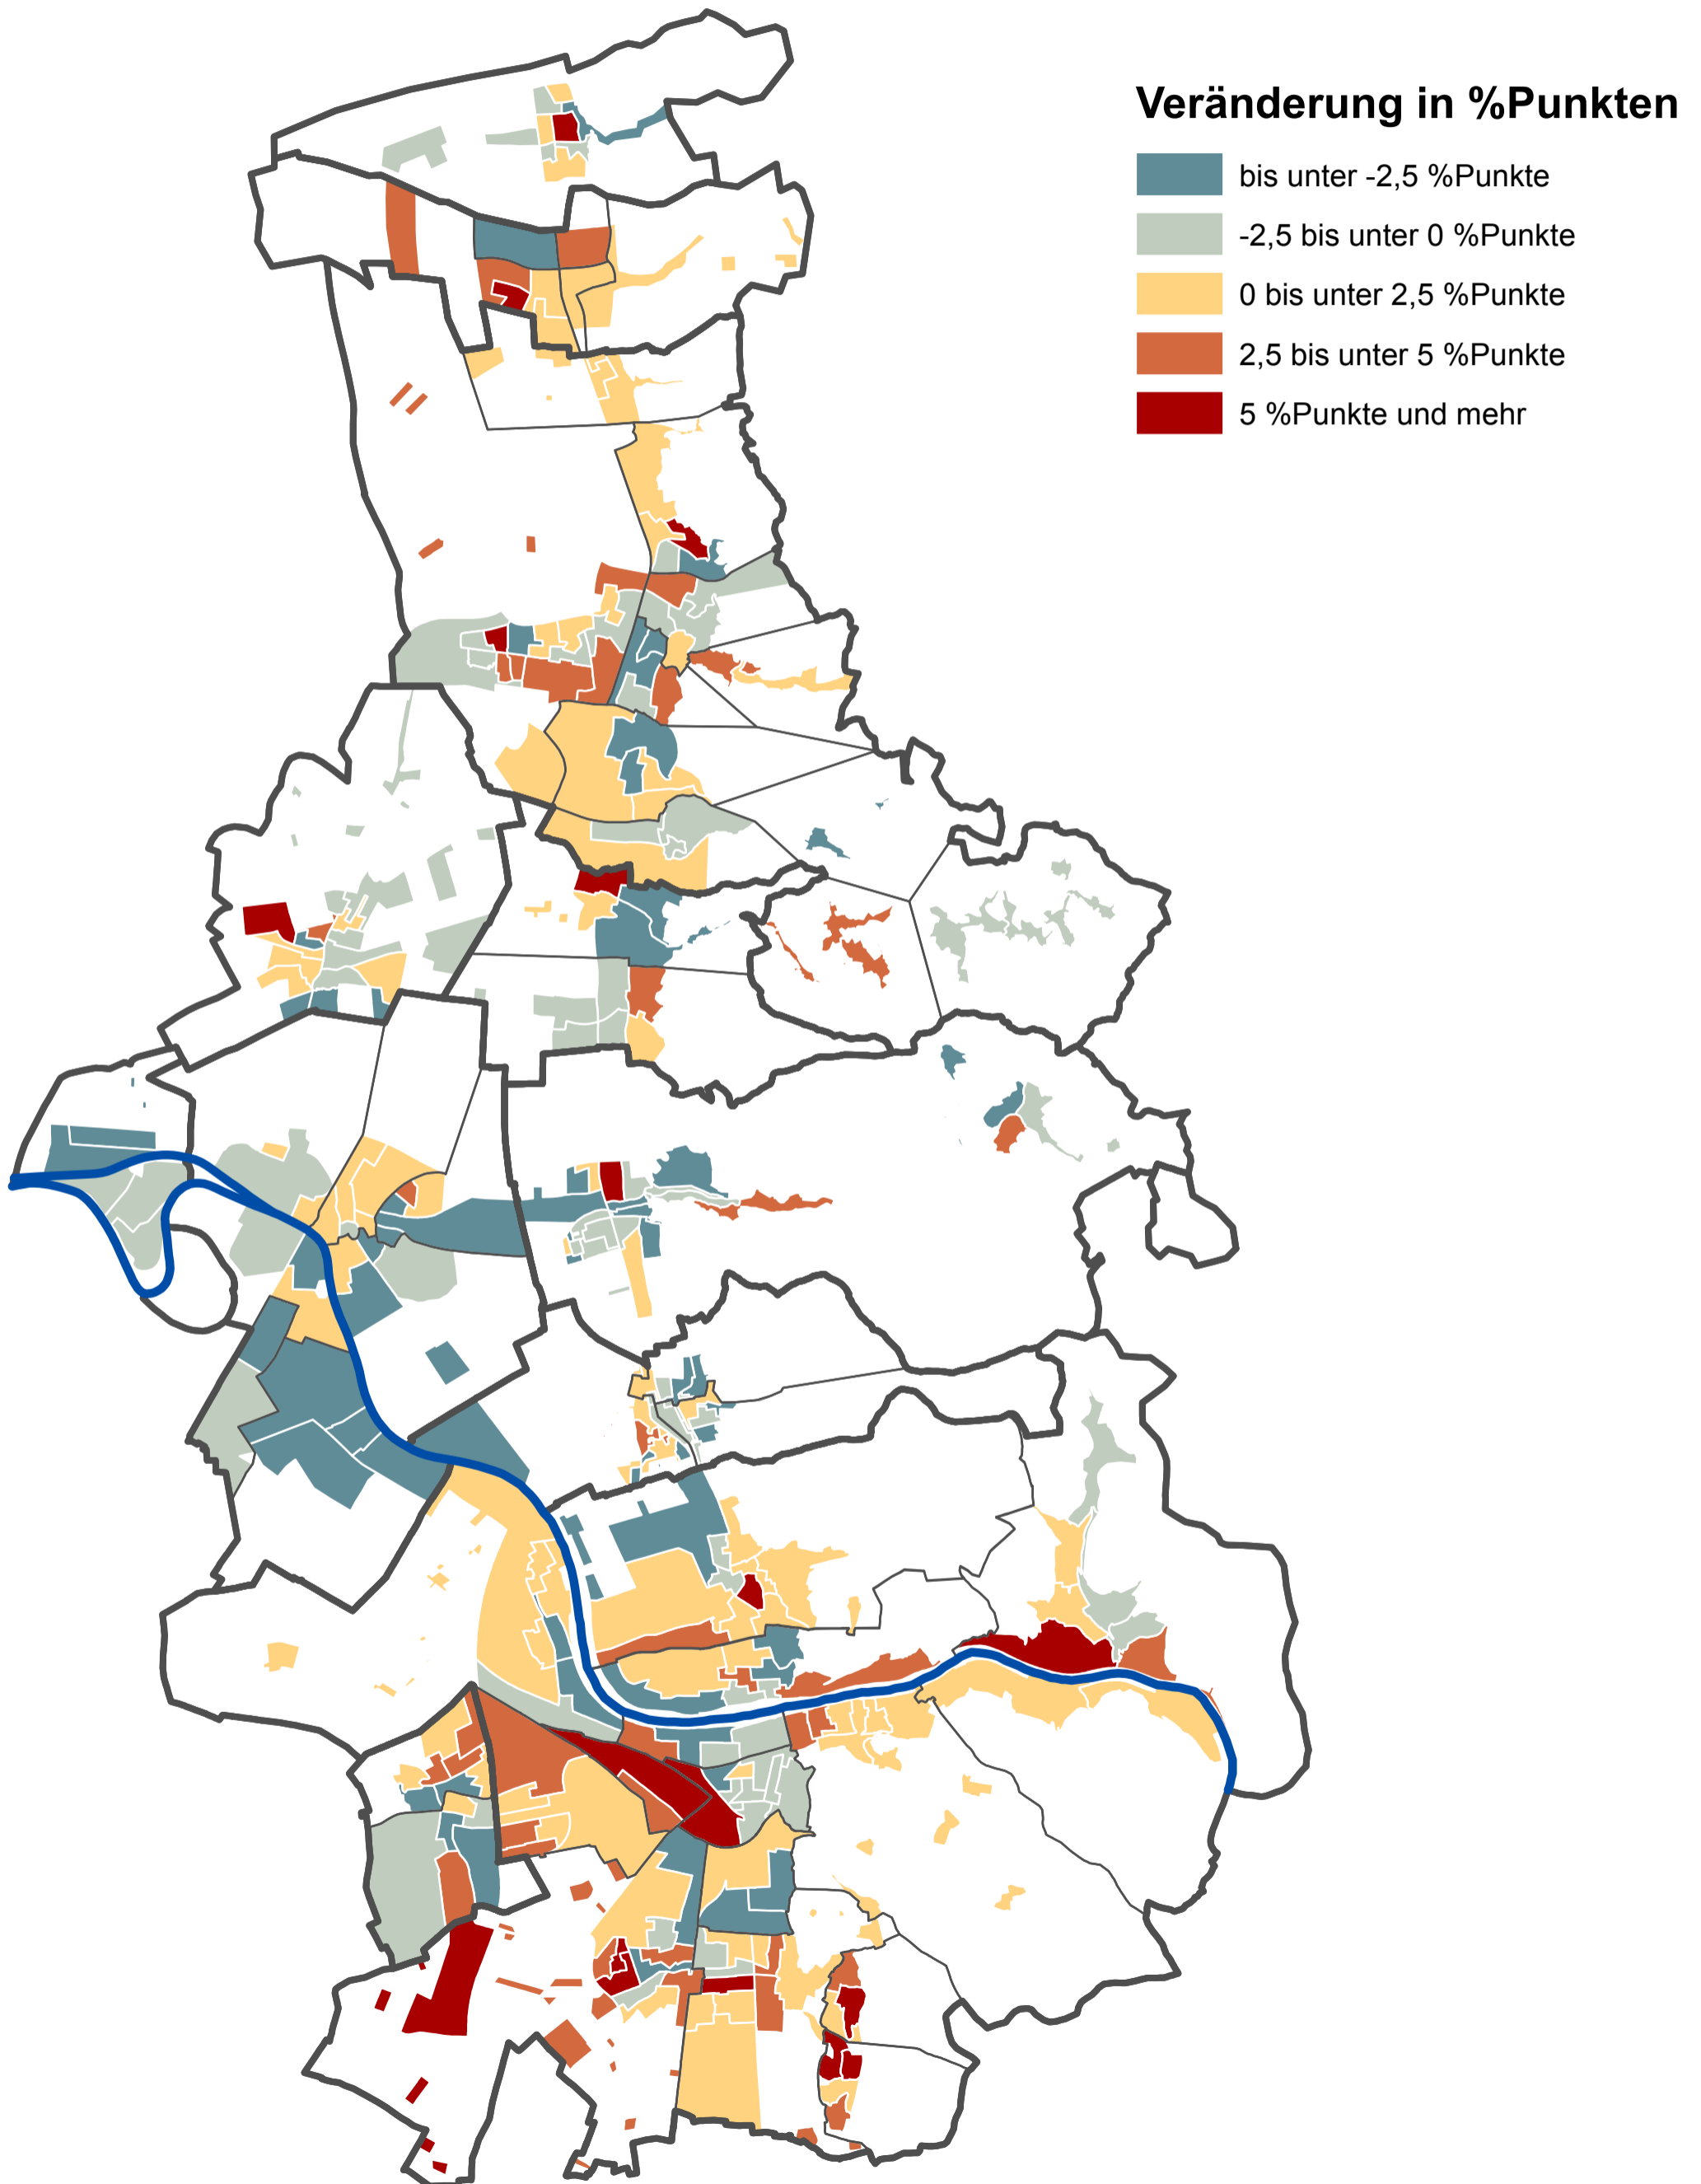 Veränderung in %Punkten
bis unter -2,5 %Punkte
-2,5 bis unter 0 %Punkte
0 bis unter 2,5 %Punkte
2,5 bis unter 5 %Punkte
5 %Punkte und mehr